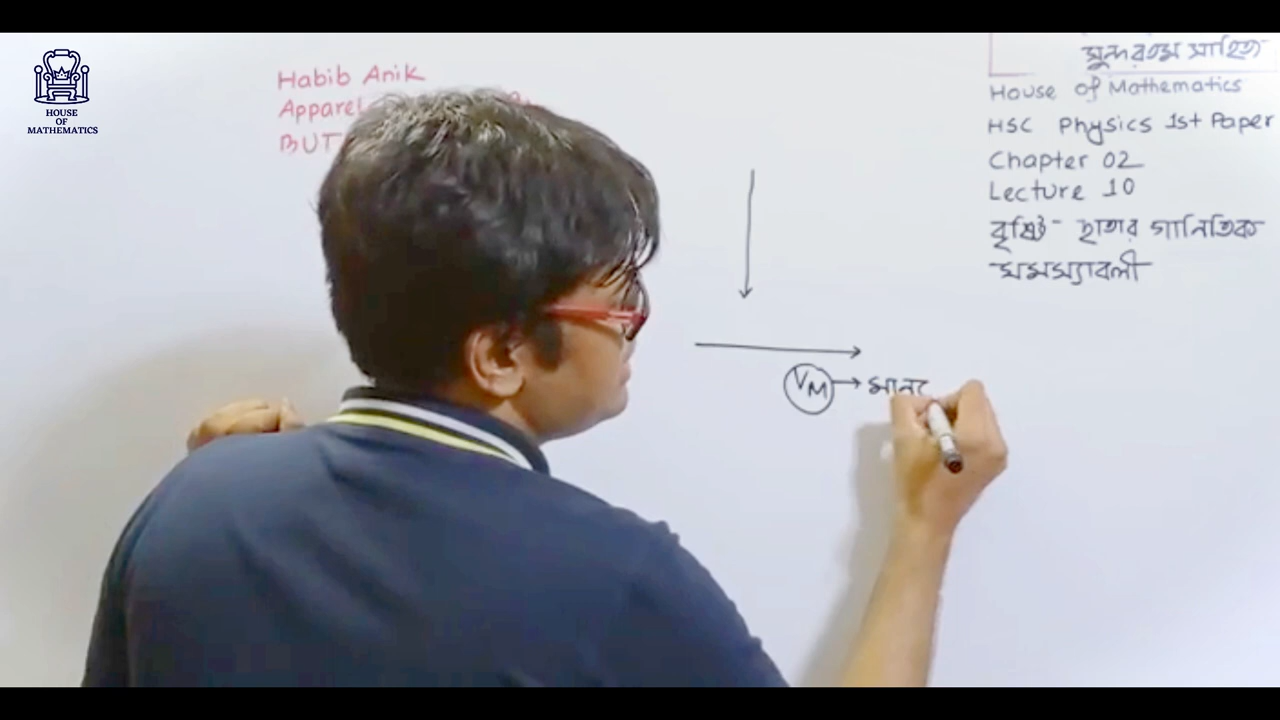 HOUSE
OF
MATHEMATICS
Habib Anik
Apparel
BUT
সুন্দরতম সাহিত্য
House of Mathematics
HSC Physics 1st Paper
Chapter 02
Lecture 10
বৃষ্টি - ছাতার গানিতিক
সমস্যাবলী
VM → মান